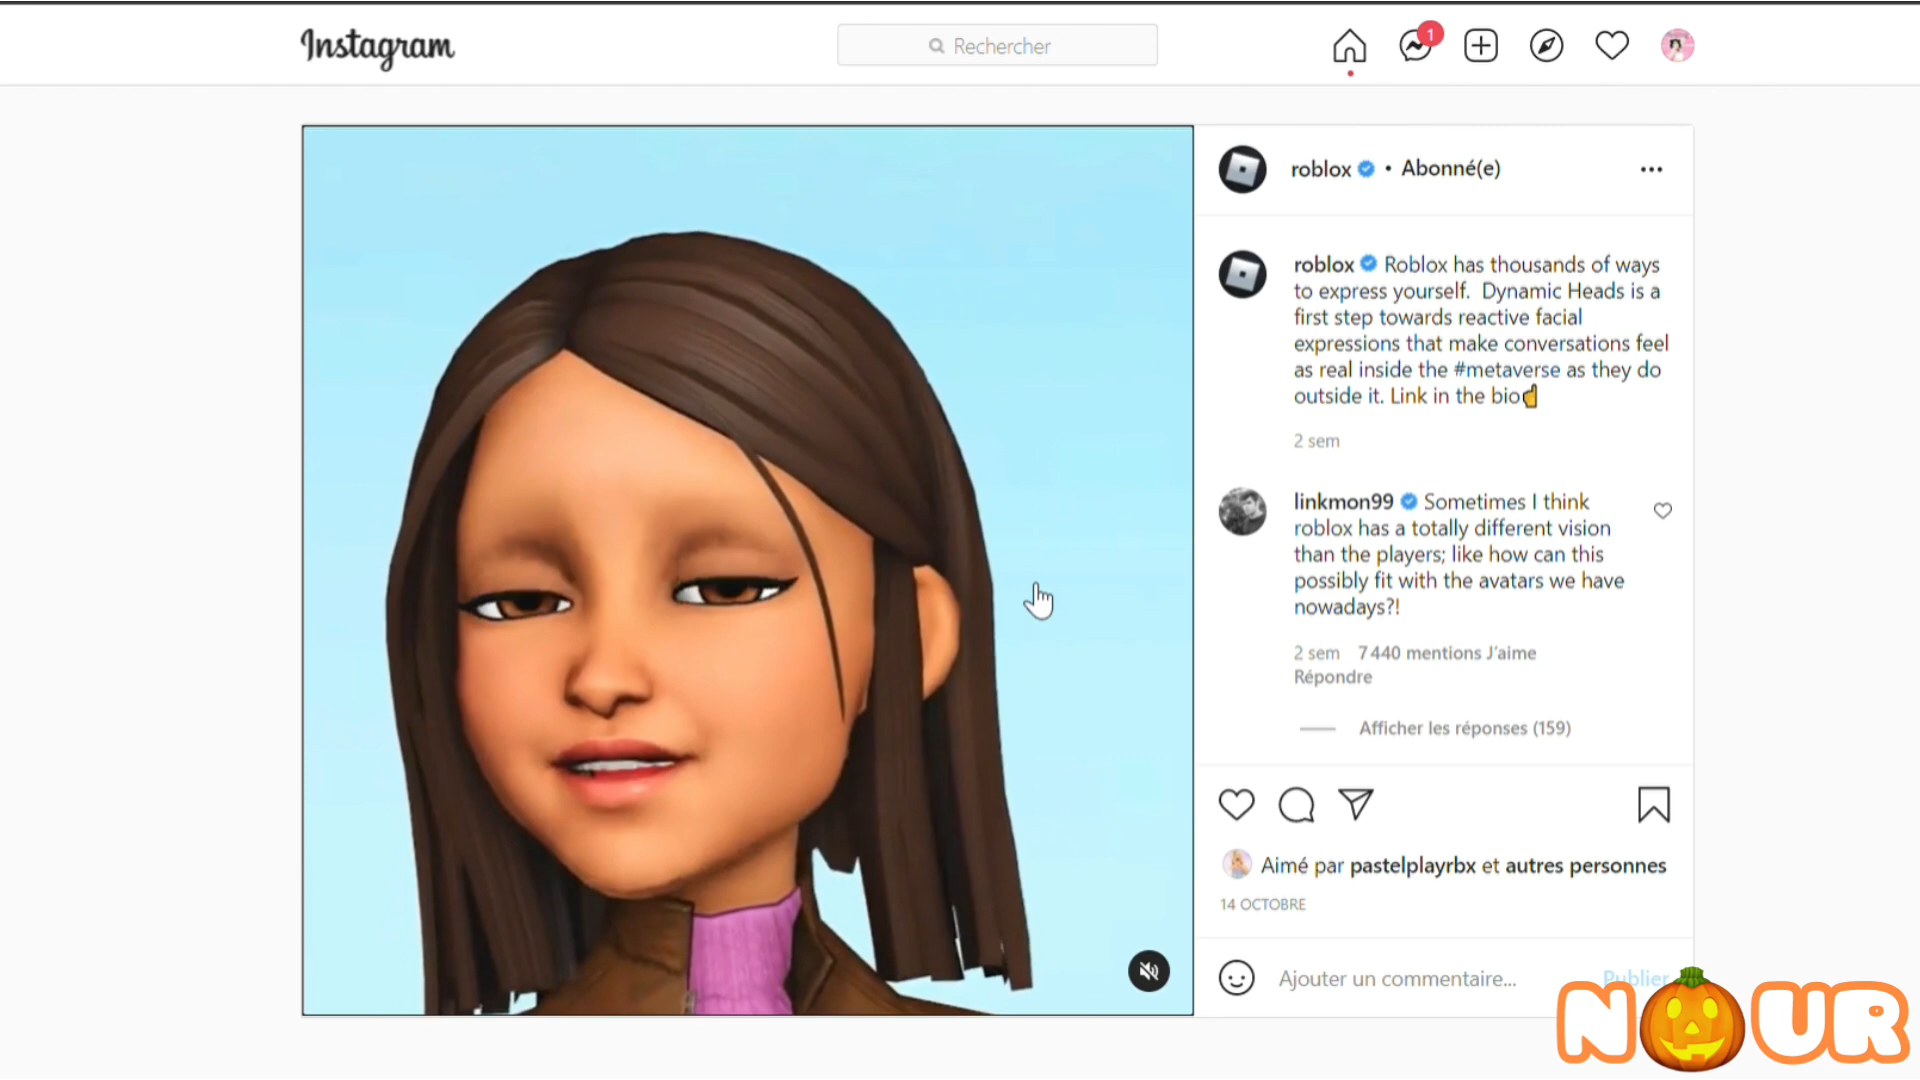 Instagram
Rechercher
1
roblox • Abonné(e)
roblox Roblox has thousands of ways
to express yourself. Dynamic Heads is a
first step towards reactive facial
expressions that make conversations feel
as real inside the #metaverse as they do
outside it. Link in the bio☝
2 sem
linkmon99 Sometimes I think
roblox has a totally different vision
than the players; like how can this
possibly fit with the avatars we have
nowadays?!
2 sem 7 440 mentions J’aime
Répondre
Afficher les réponses (159)
Aimé par pastelplayrbx et autres personnes
14 OCTOBRE
Ajouter un commentaire... Publier
N🎃UR